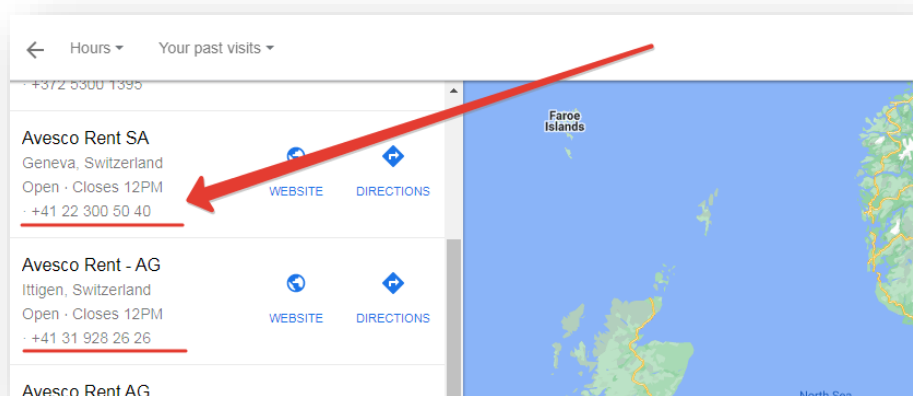 Hours
Your past visits
· +372 5300 1395
Avesco Rent SA
Geneva, Switzerland
Open · Closes 12PM
· +41 22 300 50 40
WEBSITE
DIRECTIONS
Avesco Rent - AG
Ittigen, Switzerland
Open · Closes 12PM
· +41 31 928 26 26
WEBSITE
DIRECTIONS
Avesco Rent AG
Faroe
Islands
North Sea